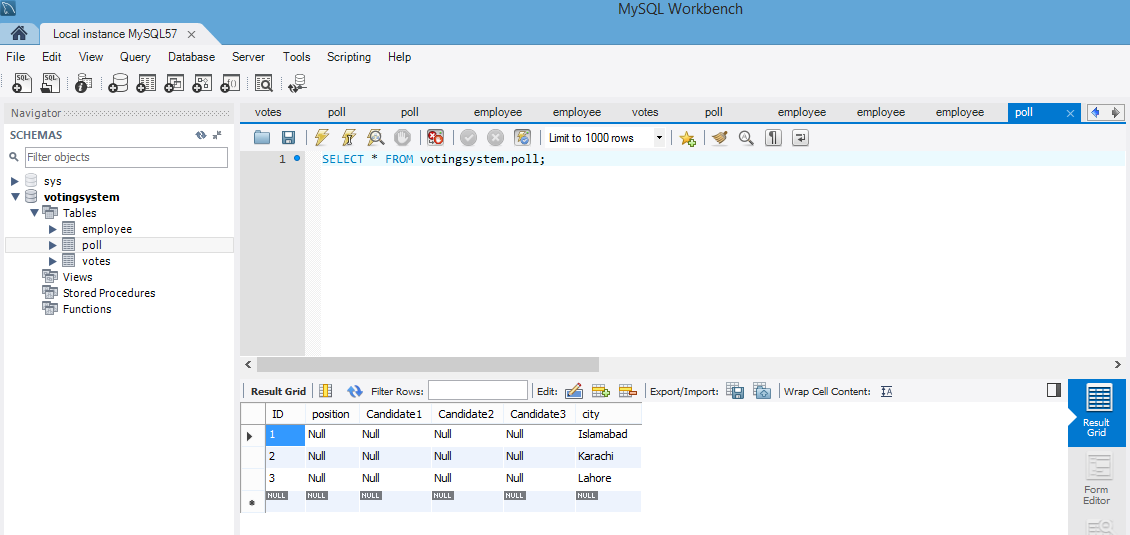 MySQL Workbench
Local instance MySQL57
File Edit View Query Database Server Tools Scripting Help
Navigator
SCHEMAS
Filter objects
sys
votingsystem
Tables
employee
poll
votes
Views
Stored Procedures
Functions
votes poll poll employee employee votes poll employee employee employee poll
Limit to 1000 rows
1 SELECT * FROM votingsystem.poll;
Result Grid Filter Rows: Edit: Export/Import: Wrap Cell Content: IA
ID position Candidate1 Candidate2 Candidate3 city
1 Null Null Null Null Islamabad
2 Null Null Null Null Karachi
3 Null Null Null Null Lahore
NULL NULL NULL NULL NULL NULL
Result
Grid
Form
Editor